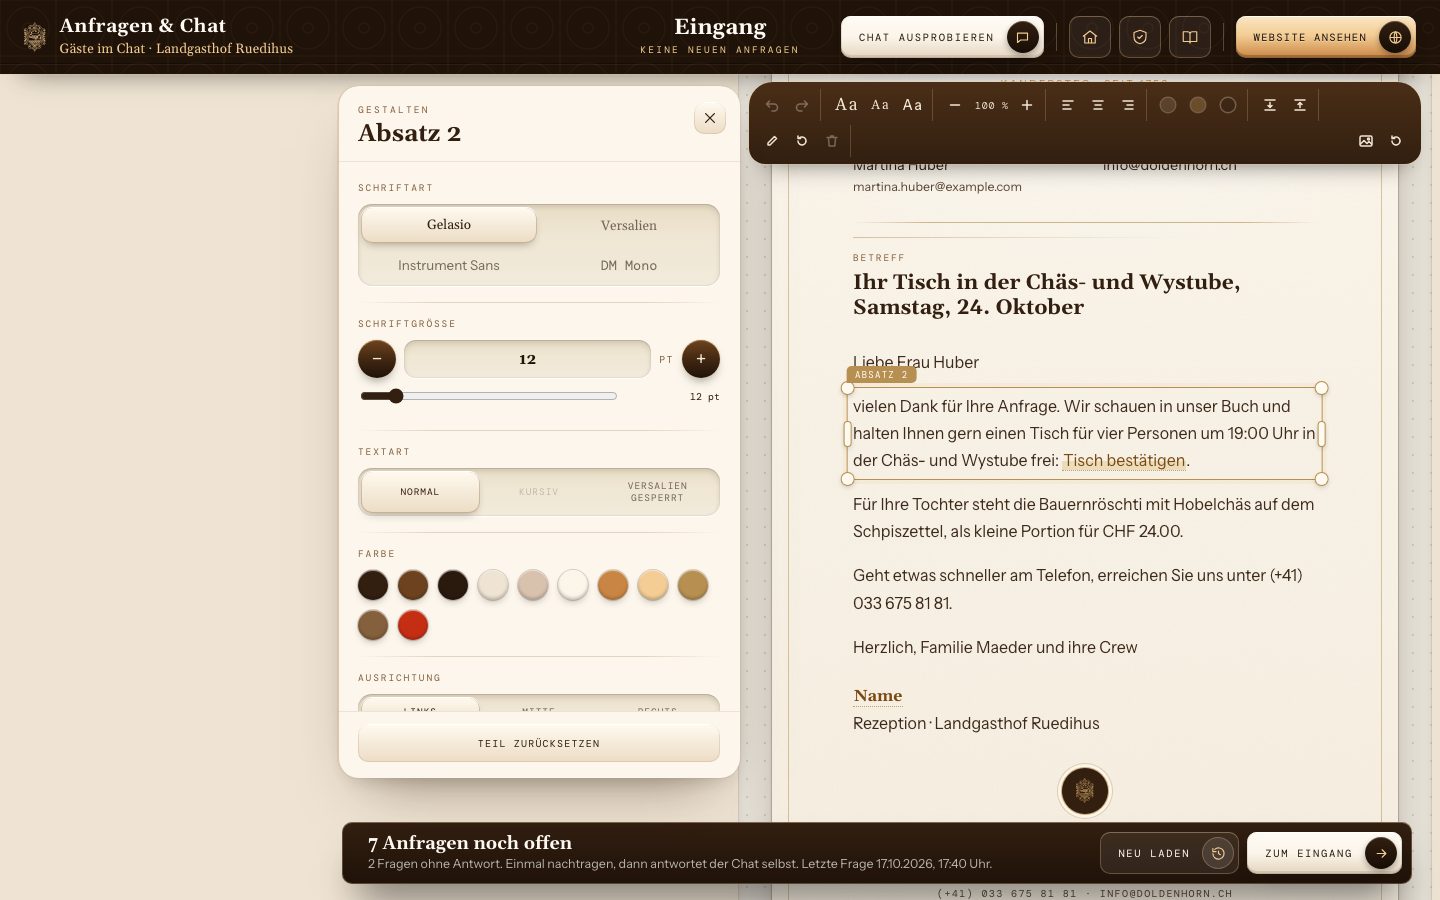 Anfragen & Chat
Gäste im Chat · Landgasthof Ruedihus
Eingang
KEINE NEUEN ANFRAGEN
CHAT AUSPROBIEREN
WEBSITE ANSEHEN
GESTALTEN
Absatz 2
SCHRIFTART
Gelasio
Versalien
Instrument Sans
DM Mono
SCHRIFTGRÖSSE
−
12
PT
+
12 pt
TEXTART
NORMAL
KURSIV
VERSALIEN
GESPERRT
FARBE
AUSRICHTUNG
LINKS
MITTE
RECHTS
TEIL ZURÜCKSETZEN
Aa
Aa
Aa
100 %
Martina Huber
info@doldenhorn.ch
martina.huber@example.com
BETREFF
Ihr Tisch in der Chäs- und Wystube,
Samstag, 24. Oktober
Liebe Frau Huber
ABSATZ 2
vielen Dank für Ihre Anfrage. Wir schauen in unser Buch und
halten Ihnen gern einen Tisch für vier Personen um 19:00 Uhr in
der Chäs- und Wystube frei: Tisch bestätigen.
Für Ihre Tochter steht die Bauernröschti mit Hobelchäs auf dem
Schpiszettel, als kleine Portion für CHF 24.00.
Geht etwas schneller am Telefon, erreichen Sie uns unter (+41)
033 675 81 81.
Herzlich, Familie Maeder und ihre Crew
Name
Rezeption · Landgasthof Ruedihus
7 Anfragen noch offen
2 Fragen ohne Antwort. Einmal nachtragen, dann antwortet der Chat selbst. Letzte Frage 17.10.2026, 17:40 Uhr.
NEU LADEN
ZUM EINGANG
(+41) 033 675 81 81 · INFO@DOLDENHORN.CH